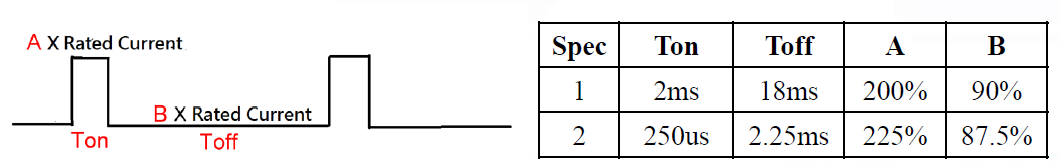 A X Rated Current
B X Rated Current
Ton
Toff
Spec Ton Toff A B
1 2ms 18ms 200% 90%
2 250us 2.25ms 225% 87.5%